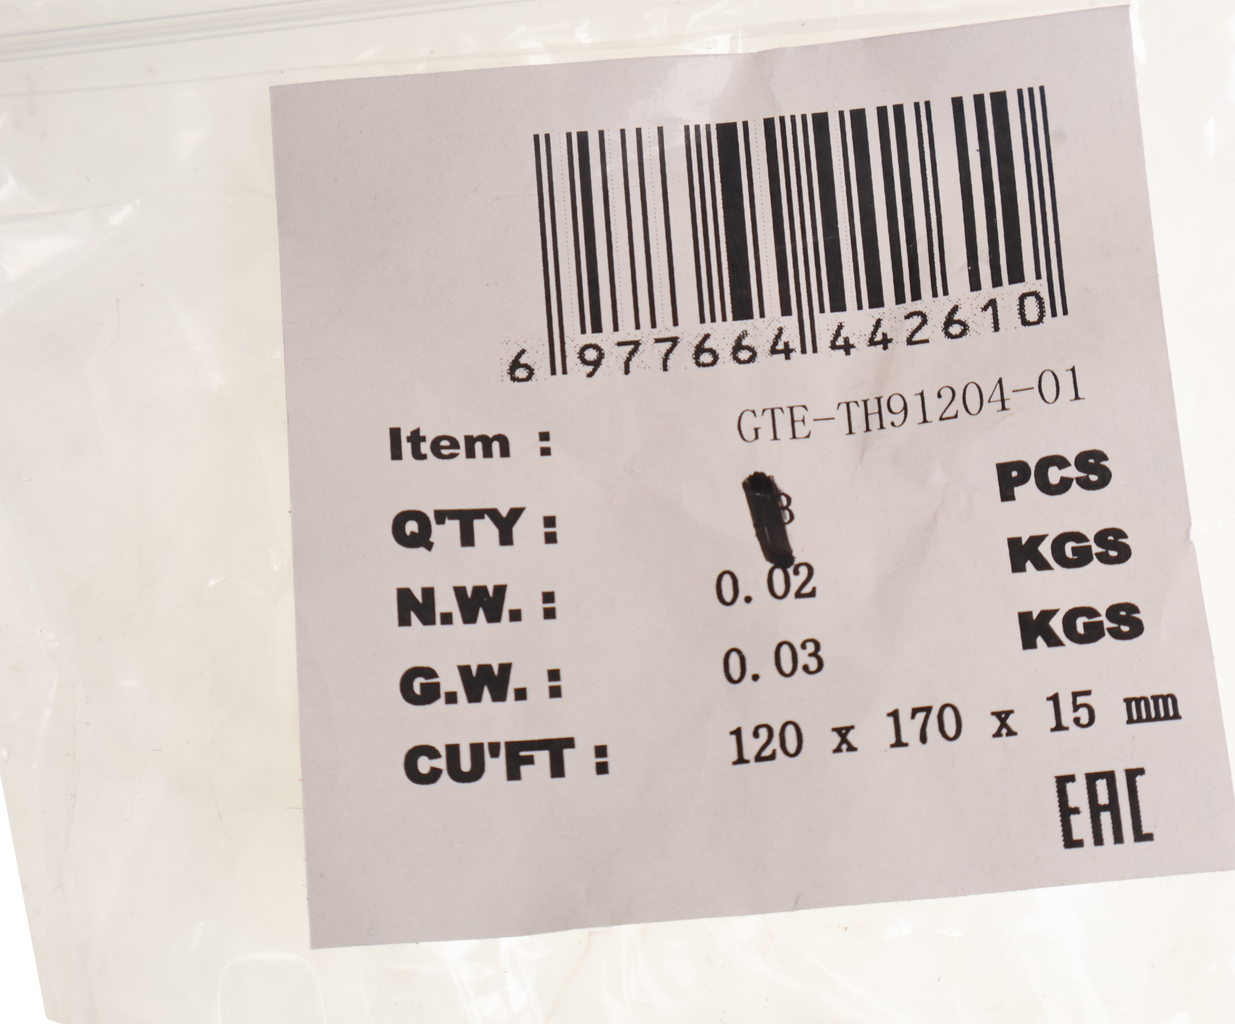 6 977664 442610
Item : GTE-TH91204-01
Q'TY : PCS
N.W. : 0.02 KGS
G.W. : 0.03 KGS
CU'FT : 120 x 170 x 15 mm
EAC